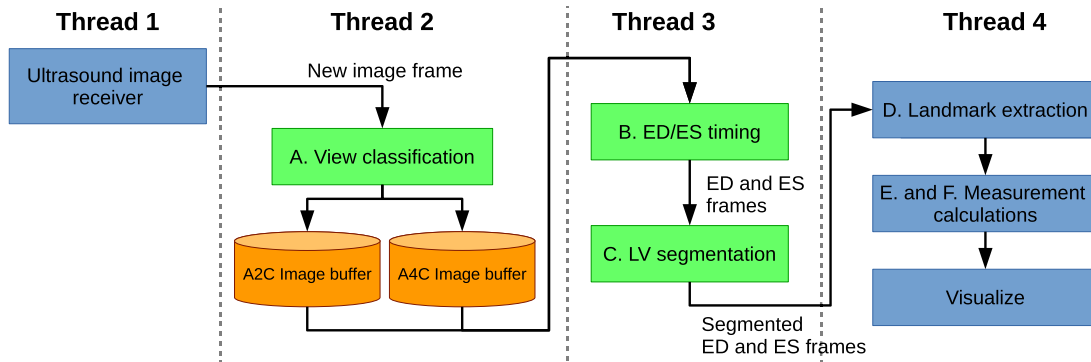 Thread 1
Thread 2
Thread 3
Thread 4
Ultrasound image
receiver
New image frame
A. View classification
A2C Image buffer
A4C Image buffer
B. ED/ES timing
ED and ES
frames
C. LV segmentation
Segmented
ED and ES frames
D. Landmark extraction
E. and F. Measurement
calculations
Visualize